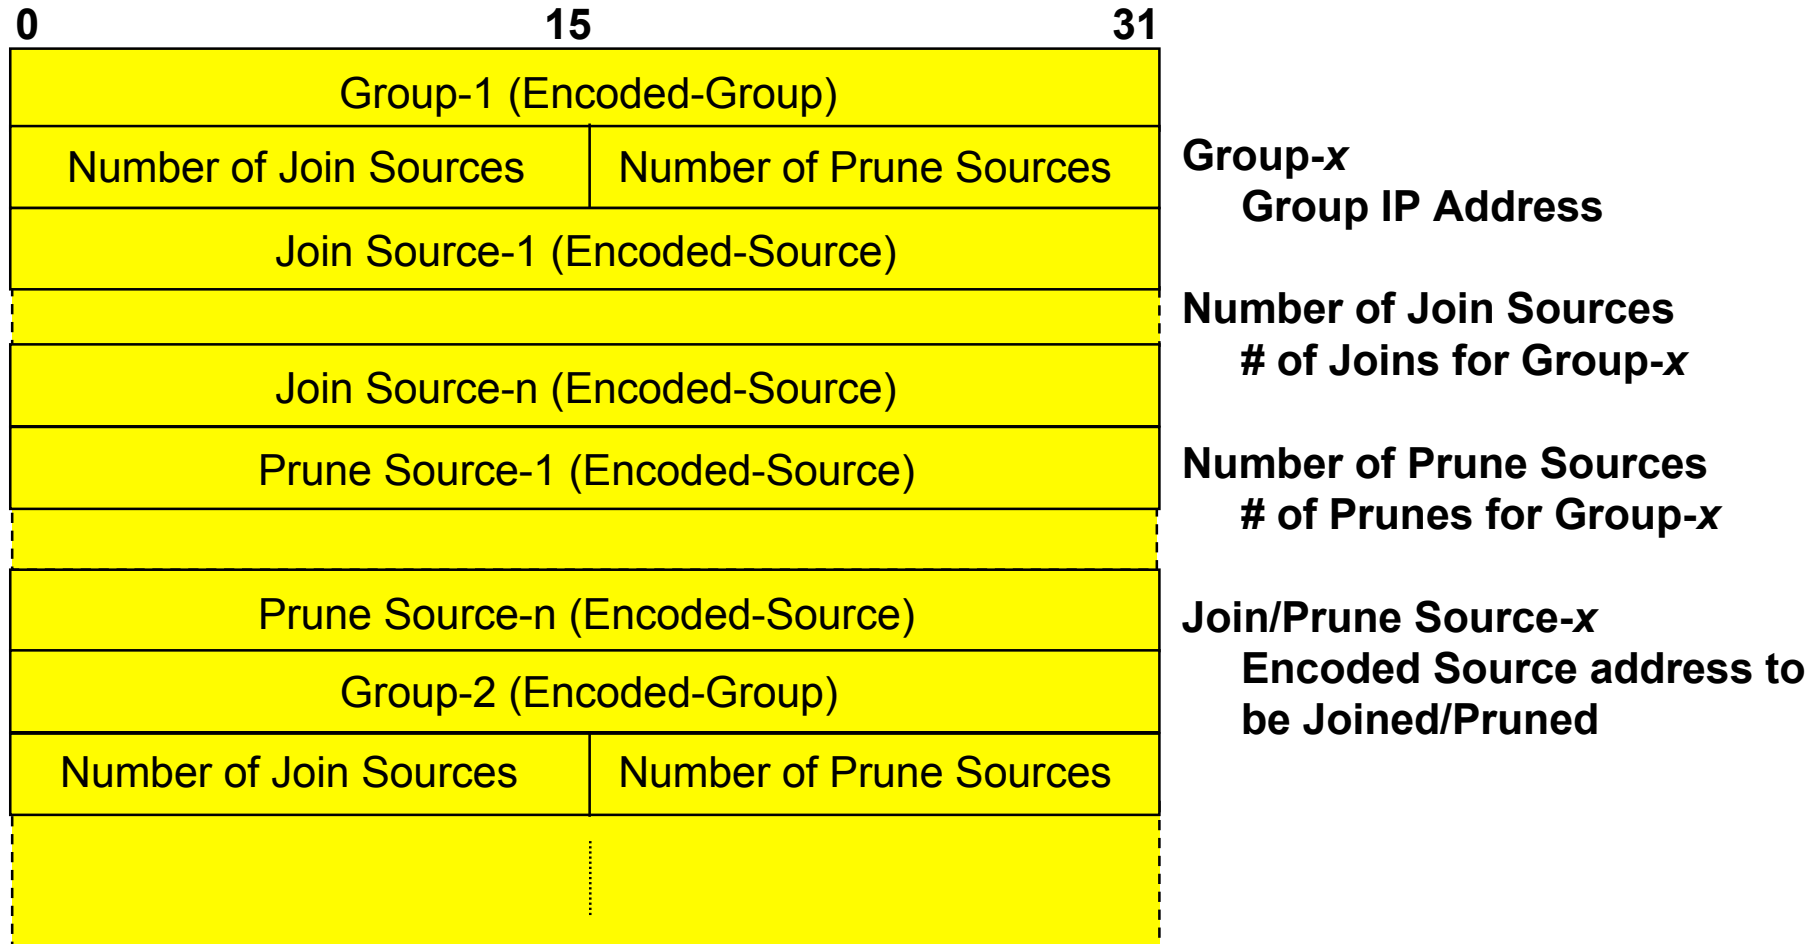 0 15 31
Group-1 (Encoded-Group)
Number of Join Sources Number of Prune Sources
Join Source-1 (Encoded-Source)
Join Source-n (Encoded-Source)
Prune Source-1 (Encoded-Source)
Prune Source-n (Encoded-Source)
Group-2 (Encoded-Group)
Number of Join Sources Number of Prune Sources
Group-x
Group IP Address
Number of Join Sources
# of Joins for Group-x
Number of Prune Sources
# of Prunes for Group-x
Join/Prune Source-x
Encoded Source address to
be Joined/Pruned